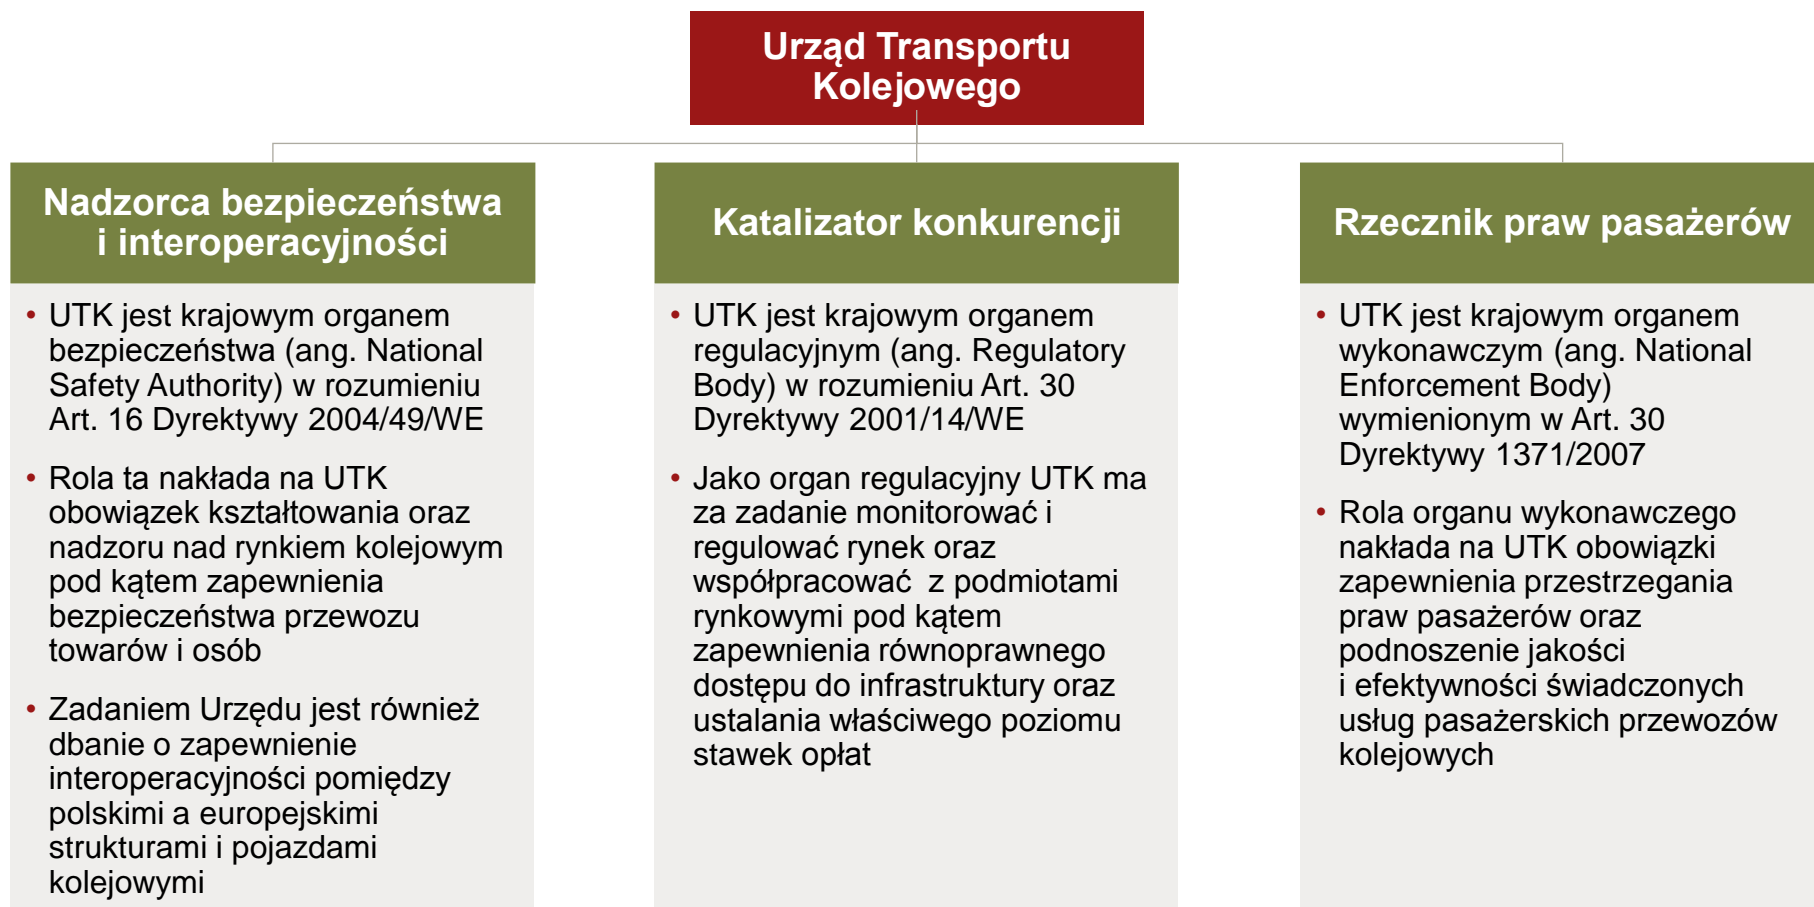 Urząd Transportu
Kolejowego
Nadzorca bezpieczeństwa
i interoperacyjności
• UTK jest krajowym organem
bezpieczeństwa (ang. National
Safety Authority) w rozumieniu
Art. 16 Dyrektywy 2004/49/WE
• Rola ta nakłada na UTK
obowiązek kształtowania oraz
nadzoru nad rynkiem kolejowym
pod kątem zapewnienia
bezpieczeństwa przewozu
towarów i osób
• Zadaniem Urzędu jest również
dbanie o zapewnienie
interoperacyjności pomiędzy
polskimi a europejskimi
strukturami i pojazdami
kolejowymi
Katalizator konkurencji
• UTK jest krajowym organem
regulacyjnym (ang. Regulatory
Body) w rozumieniu Art. 30
Dyrektywy 2001/14/WE
• Jako organ regulacyjny UTK ma
za zadanie monitorować i
regulować rynek oraz
współpracować  z podmiotami
rynkowymi pod kątem
zapewnienia równoprawnego
dostępu do infrastruktury oraz
ustalania właściwego poziomu
stawek opłat
Rzecznik praw pasażerów
• UTK jest krajowym organem
wykonawczym (ang. National
Enforcement Body)
wymienionym w Art. 30
Dyrektywy 1371/2007
• Rola organu wykonawczego
nakłada na UTK obowiązki
zapewnienia przestrzegania
praw pasażerów oraz
podnoszenie jakości
i efektywności świadczonych
usług pasażerskich przewozów
kolejowych